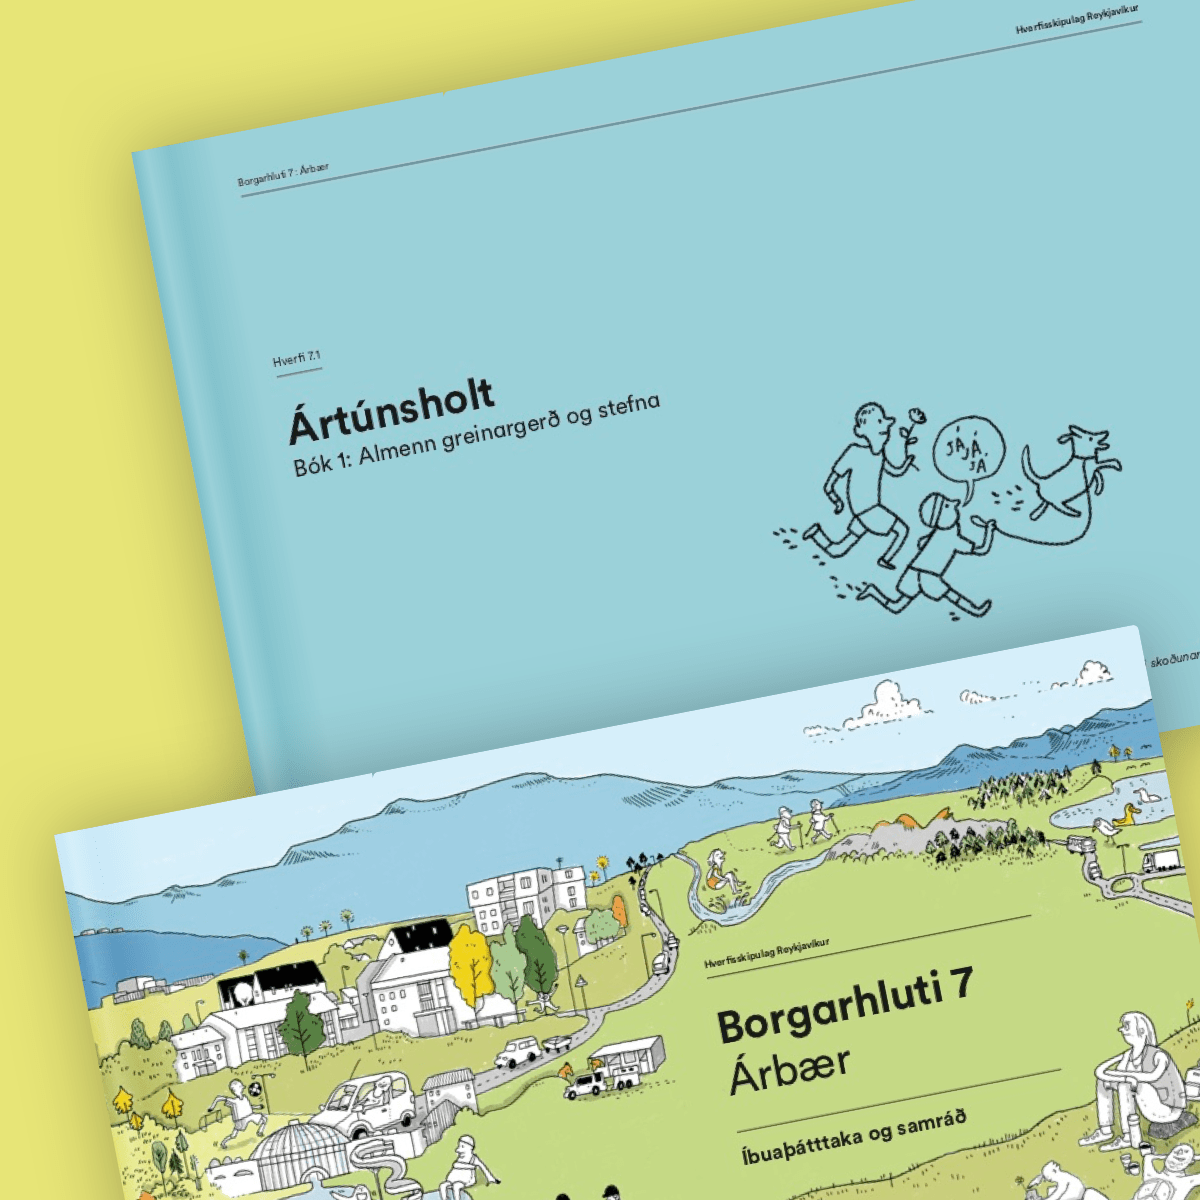 Hverfisskipulag Reykjavíkur
Borgarhluti 7: Árbær
Hverfi 7.1
Ártúnsholt
Bók 1: Almenn greinargerð og stefna
JÁ JÁ,
JÁ
Hverfisskipulag Reykjavíkur
Borgarhluti 7
Árbær
Íbuaþátttaka og samráð